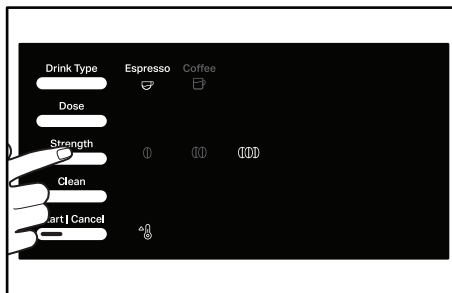 Drink Type Espresso Coffee
Dose
Strength
Clean
art | Cancel